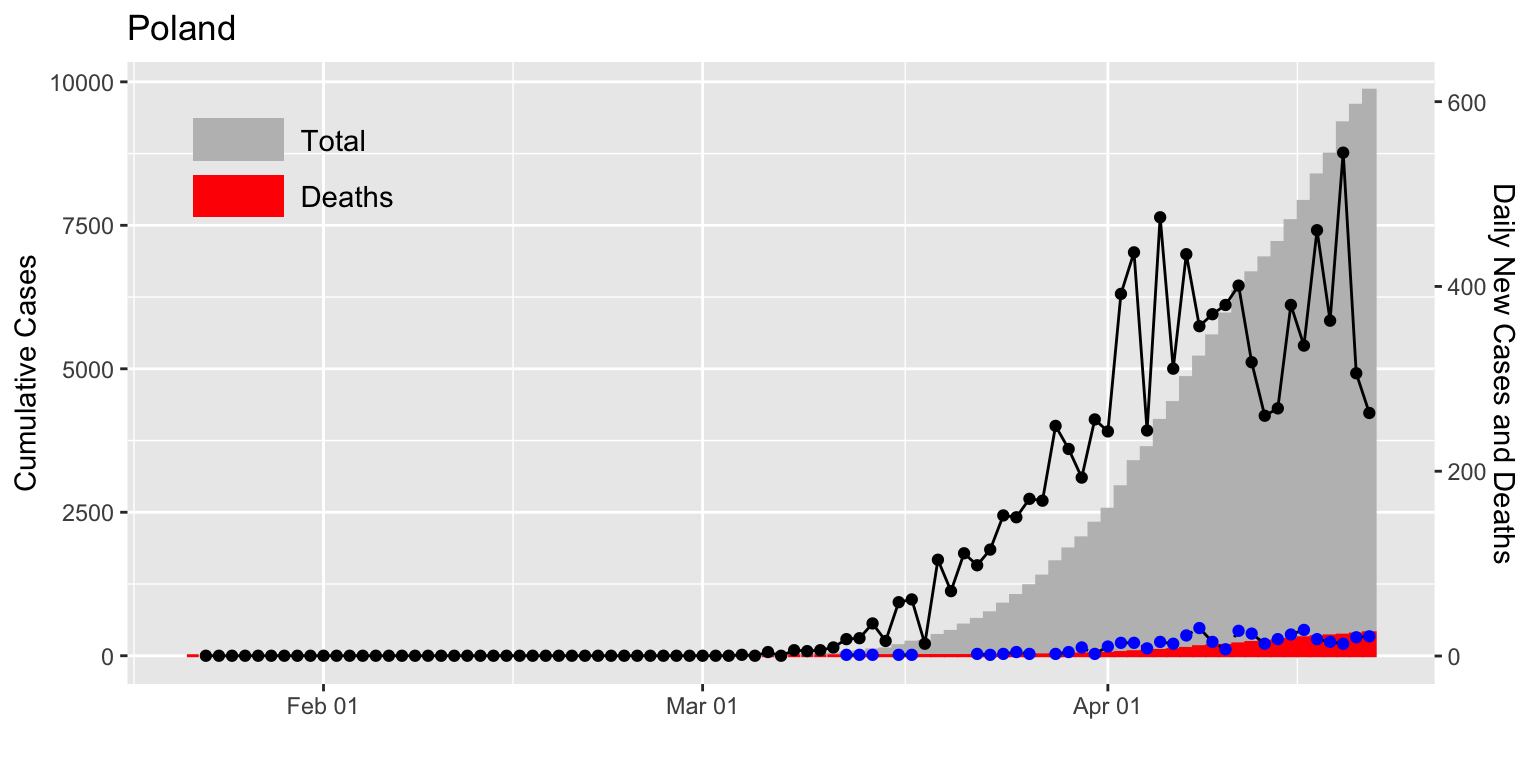 Poland
Total
Deaths
10000
7500
5000
2500
0
Cumulative Cases
600
400
200
0
Daily New Cases and Deaths
Feb 01
Mar 01
Apr 01